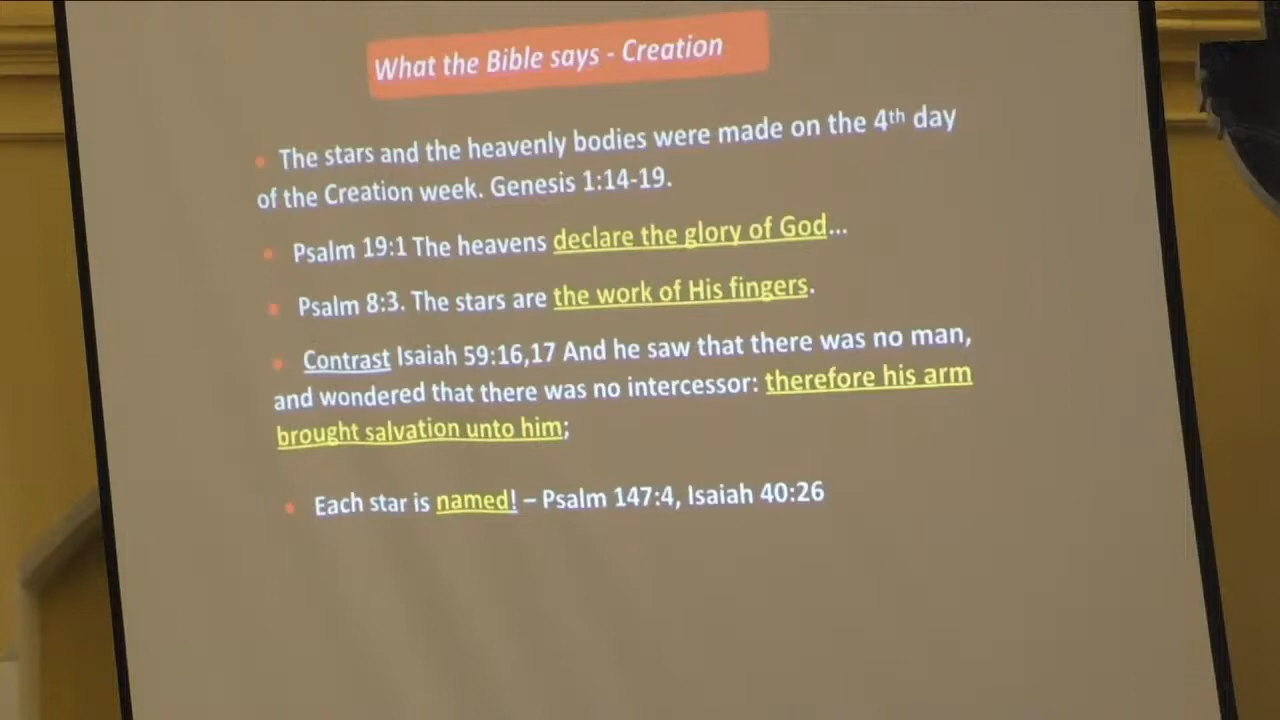 What the Bible says - Creation
• The stars and the heavenly bodies were made on the 4th day
of the Creation week. Genesis 1:14-19.
• Psalm 19:1 The heavens declare the glory of God...
• Psalm 8:3. The stars are the work of His fingers.
• Contrast Isaiah 59:16,17 And he saw that there was no man,
and wondered that there was no intercessor: therefore his arm
brought salvation unto him;
• Each star is named! – Psalm 147:4, Isaiah 40:26